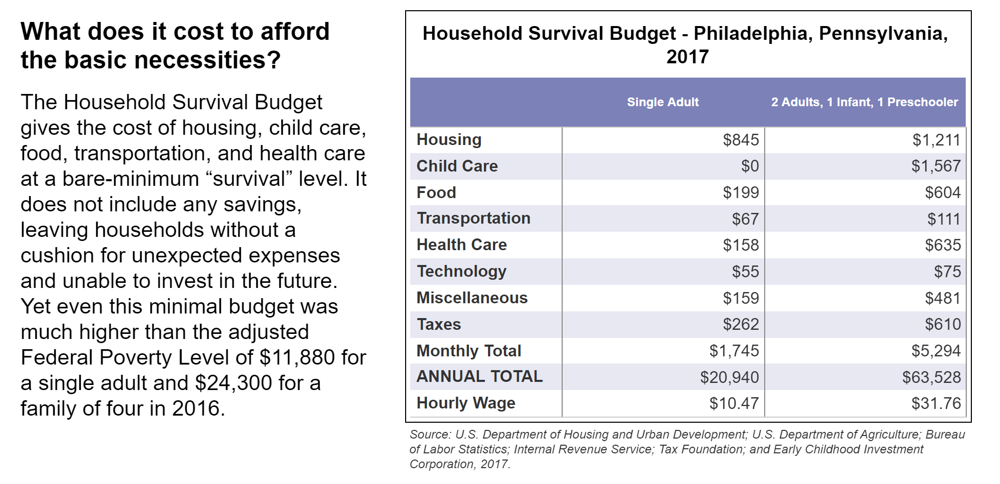 What does it cost to afford
the basic necessities?
The Household Survival Budget
gives the cost of housing, child care,
food, transportation, and health care
at a bare-minimum “survival” level. It
does not include any savings,
leaving households without a
cushion for unexpected expenses
and unable to invest in the future.
Yet even this minimal budget was
much higher than the adjusted
Federal Poverty Level of $11,880 for
a single adult and $24,300 for a
family of four in 2016.
Household Survival Budget - Philadelphia, Pennsylvania,
2017
Single Adult 2 Adults, 1 Infant, 1 Preschooler
Housing $845 $1,211
Child Care $0 $1,567
Food $199 $604
Transportation $67 $111
Health Care $158 $635
Technology $55 $75
Miscellaneous $159 $481
Taxes $262 $610
Monthly Total $1,745 $5,294
ANNUAL TOTAL $20,940 $63,528
Hourly Wage $10.47 $31.76
Source: U.S. Department of Housing and Urban Development; U.S. Department of Agriculture; Bureau
of Labor Statistics; Internal Revenue Service; Tax Foundation; and Early Childhood Investment
Corporation, 2017.